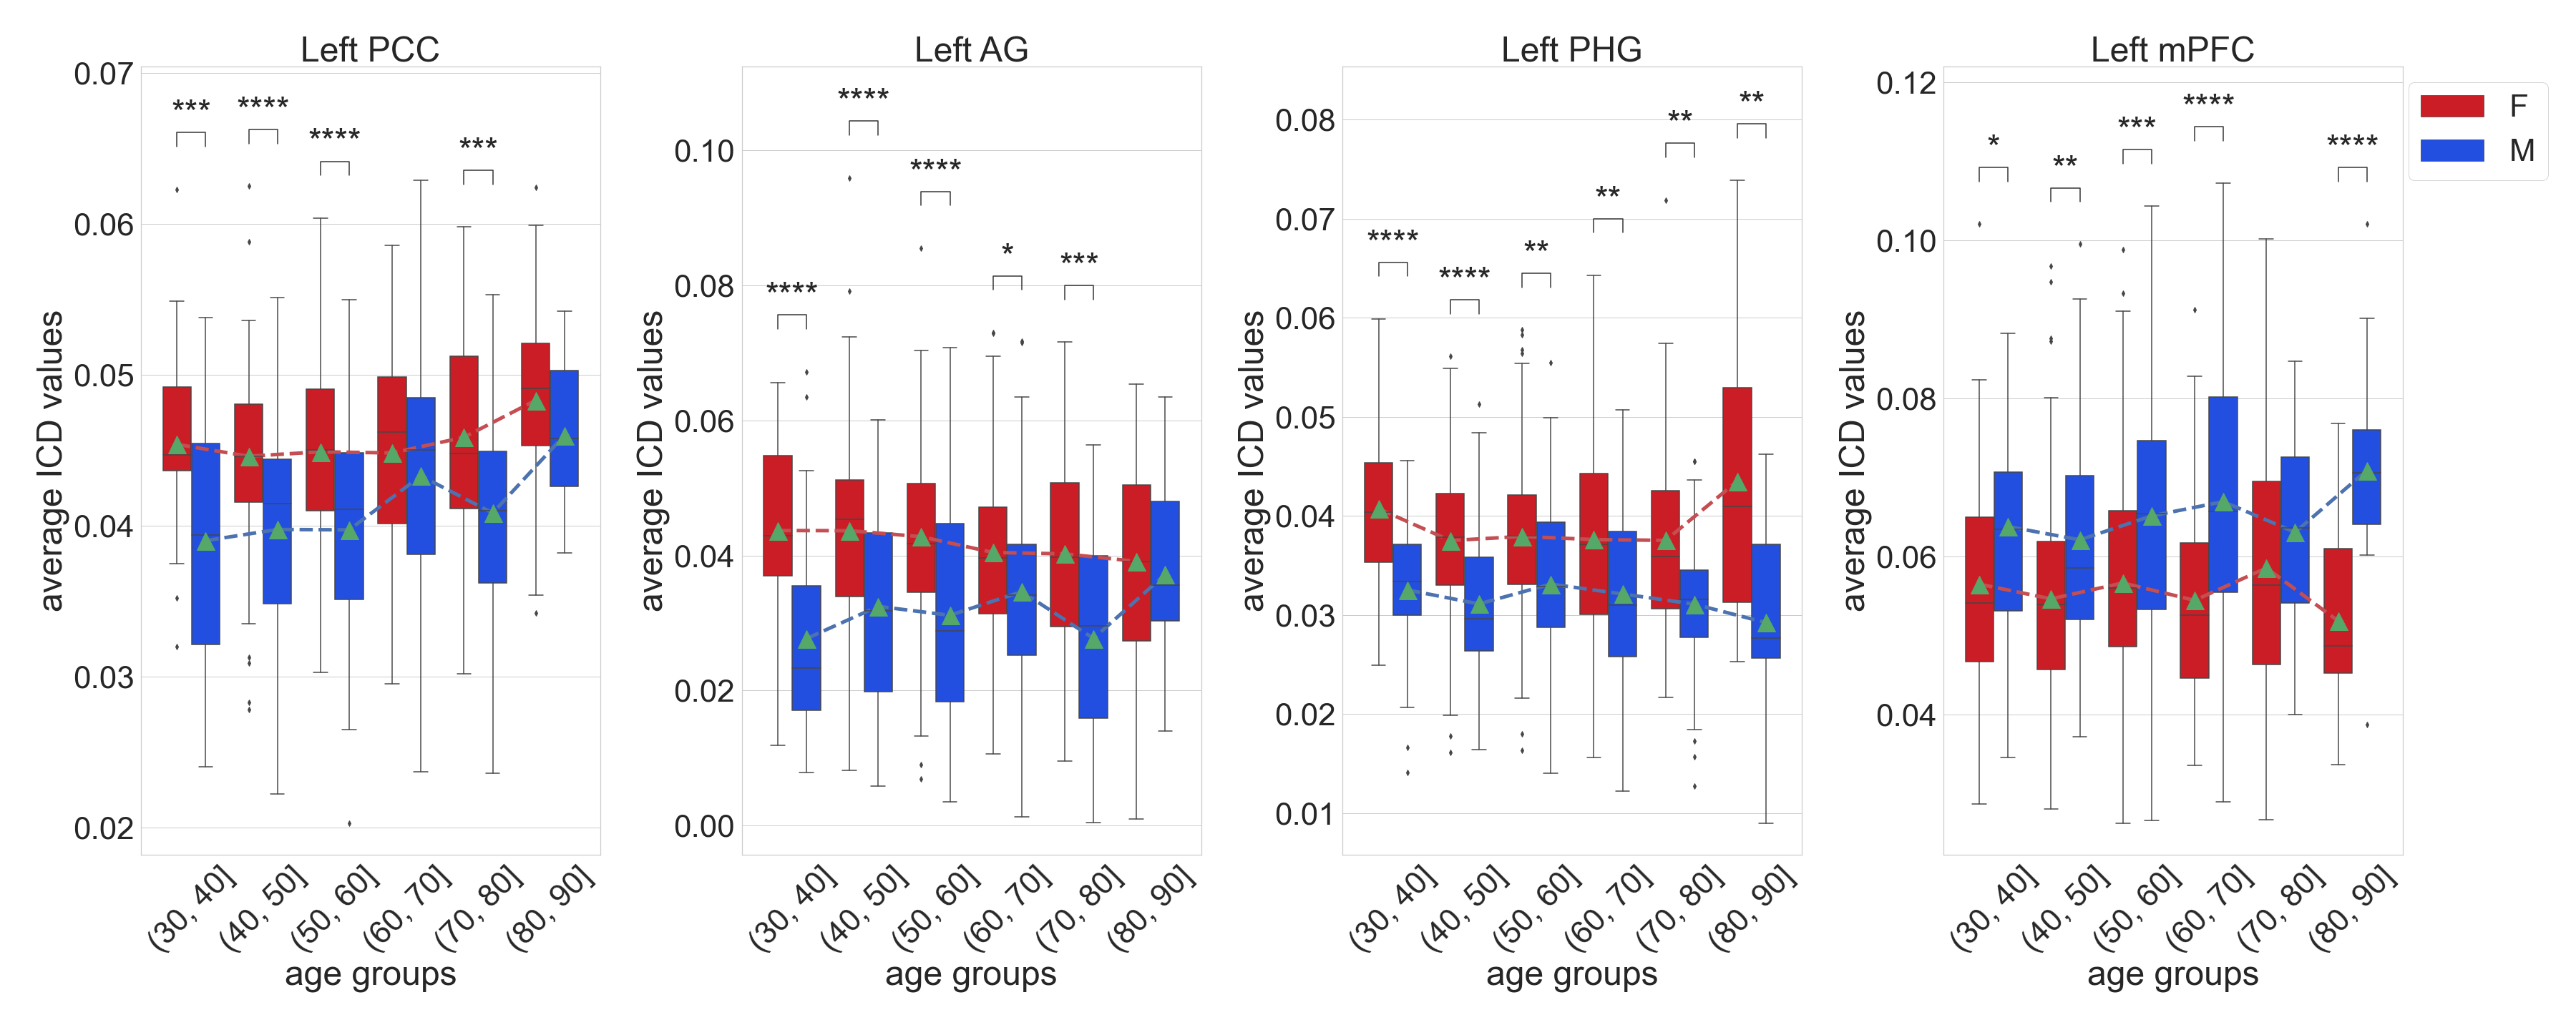 Left PCC
0.07
0.06
0.05
0.04
0.03
0.02
average ICD values
*** **** **** ***
(30, 40] (40, 50] (50, 60] (60, 70] (70, 80] (80, 90]
age groups
Left AG
0.10
0.08
0.06
0.04
0.02
0.00
average ICD values
**** **** **** * ***
(30, 40] (40, 50] (50, 60] (60, 70] (70, 80] (80, 90]
age groups
Left PHG
0.08
0.07
0.06
0.05
0.04
0.03
0.02
0.01
average ICD values
**** **** ** ** ** **
(30, 40] (40, 50] (50, 60] (60, 70] (70, 80] (80, 90]
age groups
Left mPFC
0.12
0.10
0.08
0.06
0.04
average ICD values
* ** *** **** ****
(30, 40] (40, 50] (50, 60] (60, 70] (70, 80] (80, 90]
age groups
F
M